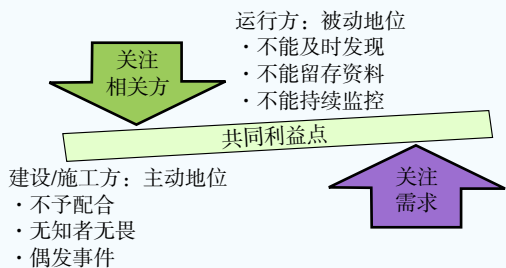 运行方：被动地位
·不能及时发现
·不能留存资料
·不能持续监控
关注
相关方
共同利益点
建设/施工方：主动地位
·不予配合
·无知者无畏
·偶发事件
关注
需求